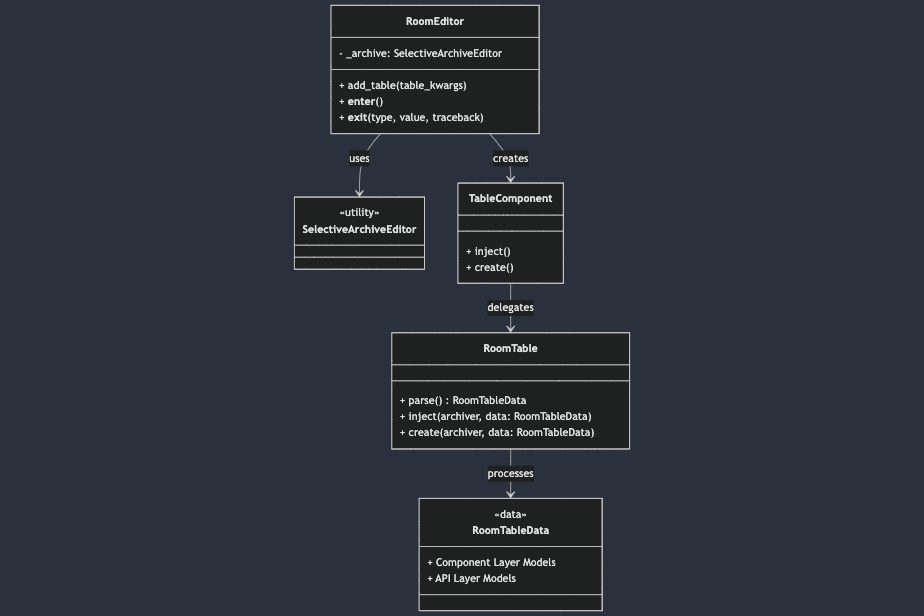 RoomEditor
- _archive: SelectiveArchiveEditor
+ add_table(table_kwargs)
+ enter()
+ exit(type, value, traceback)
uses
creates
«utility»
SelectiveArchiveEditor
TableComponent
+ inject()
+ create()
delegates
RoomTable
+ parse() : RoomTableData
+ inject(archiver, data: RoomTableData)
+ create(archiver, data: RoomTableData)
processes
«data»
RoomTableData
+ Component Layer Models
+ API Layer Models